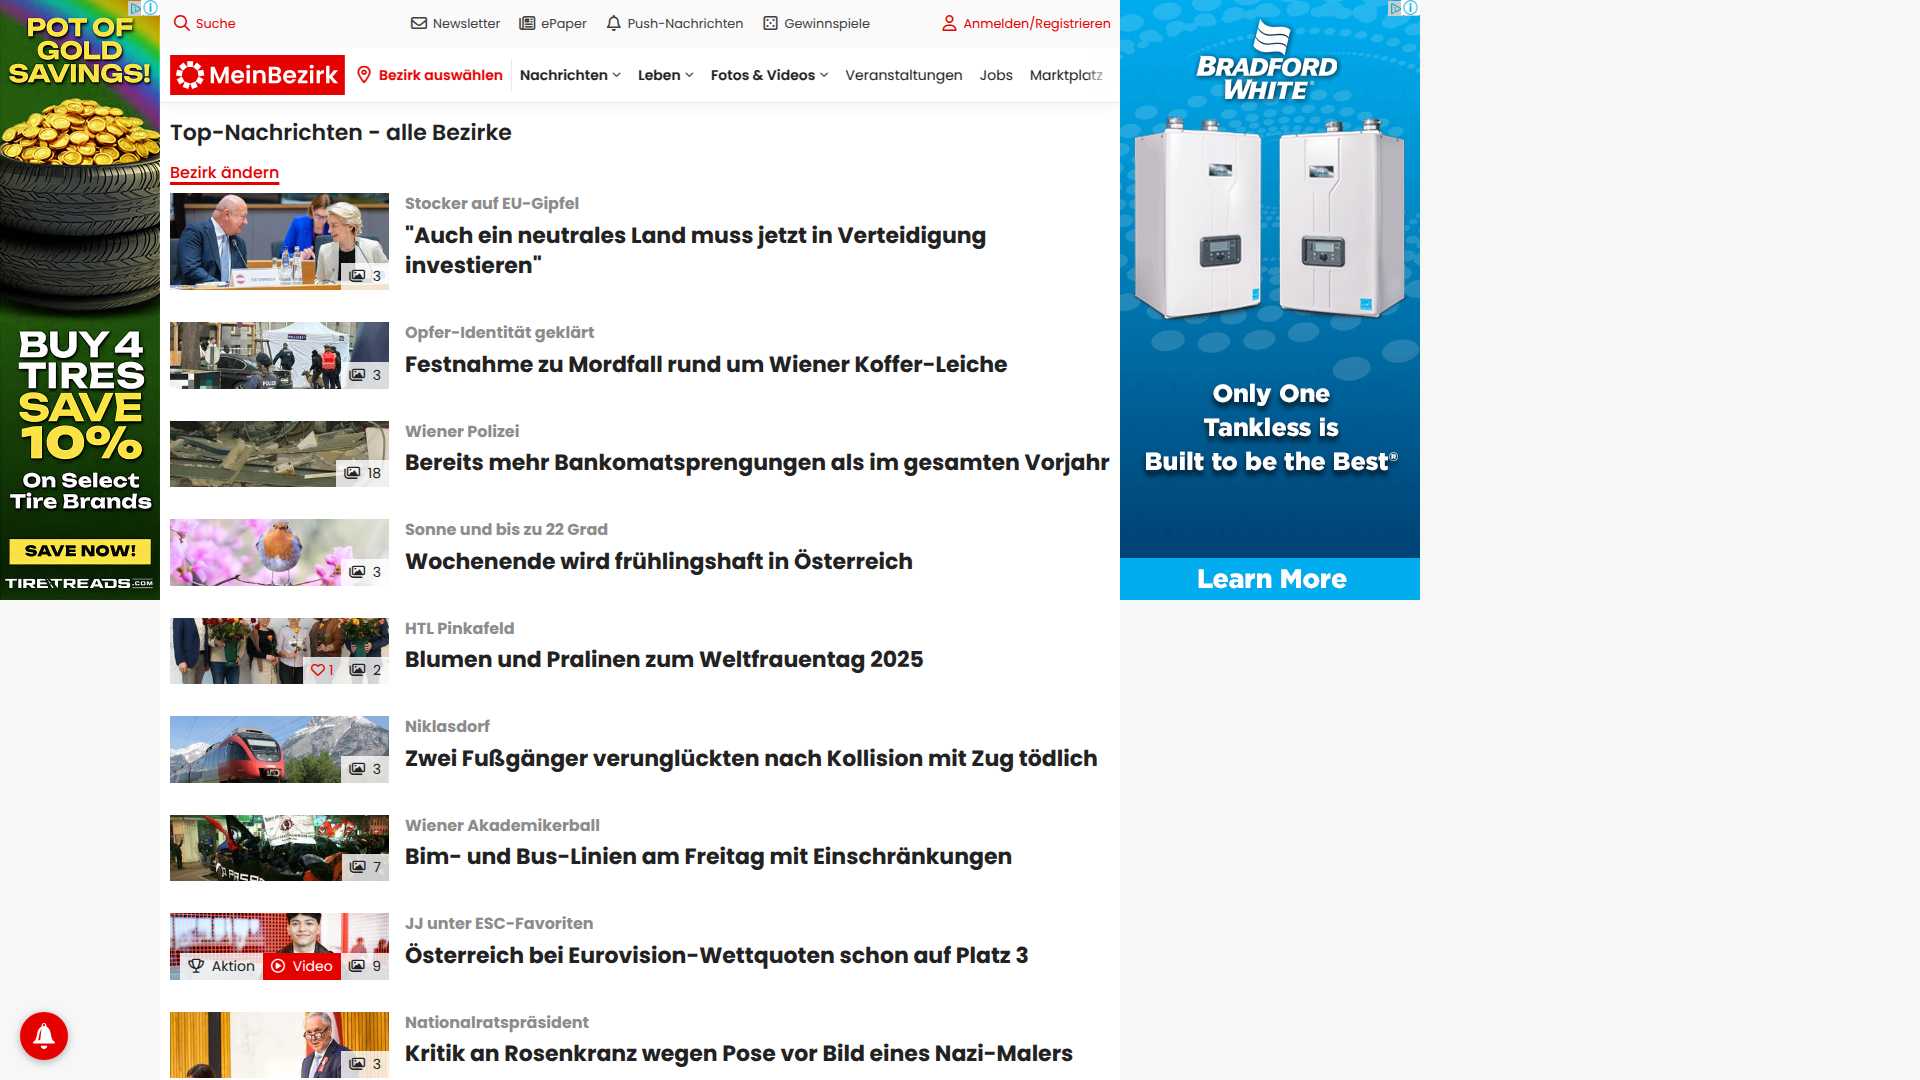 POT OF
GOLD
SAVINGS!
BUY 4
TIRES
SAVE
10%
On Select
Tire Brands
SAVE NOW!
TIRETREADS.COM
Suche
Newsletter
ePaper
Push-Nachrichten
Gewinnspiele
Anmelden/Registrieren
MeinBezirk
Bezirk auswählen
Nachrichten
Leben
Fotos & Videos
Veranstaltungen
Jobs
Marktplatz
Top-Nachrichten - alle Bezirke
Bezirk ändern
3
Stocker auf EU-Gipfel
"Auch ein neutrales Land muss jetzt in Verteidigung
investieren"
3
Opfer-Identität geklärt
Festnahme zu Mordfall rund um Wiener Koffer-Leiche
18
Wiener Polizei
Bereits mehr Bankomatsprengungen als im gesamten Vorjahr
3
Sonne und bis zu 22 Grad
Wochenende wird frühlingshaft in Österreich
1
2
HTL Pinkafeld
Blumen und Pralinen zum Weltfrauentag 2025
3
Niklasdorf
Zwei Fußgänger verunglückten nach Kollision mit Zug tödlich
7
Wiener Akademikerball
Bim- und Bus-Linien am Freitag mit Einschränkungen
Aktion
Video
9
JJ unter ESC-Favoriten
Österreich bei Eurovision-Wettquoten schon auf Platz 3
3
Nationalratspräsident
Kritik an Rosenkranz wegen Pose vor Bild eines Nazi-Malers
BRADFORD
WHITE
Only One
Tankless is
Built to be the Best®
Learn More